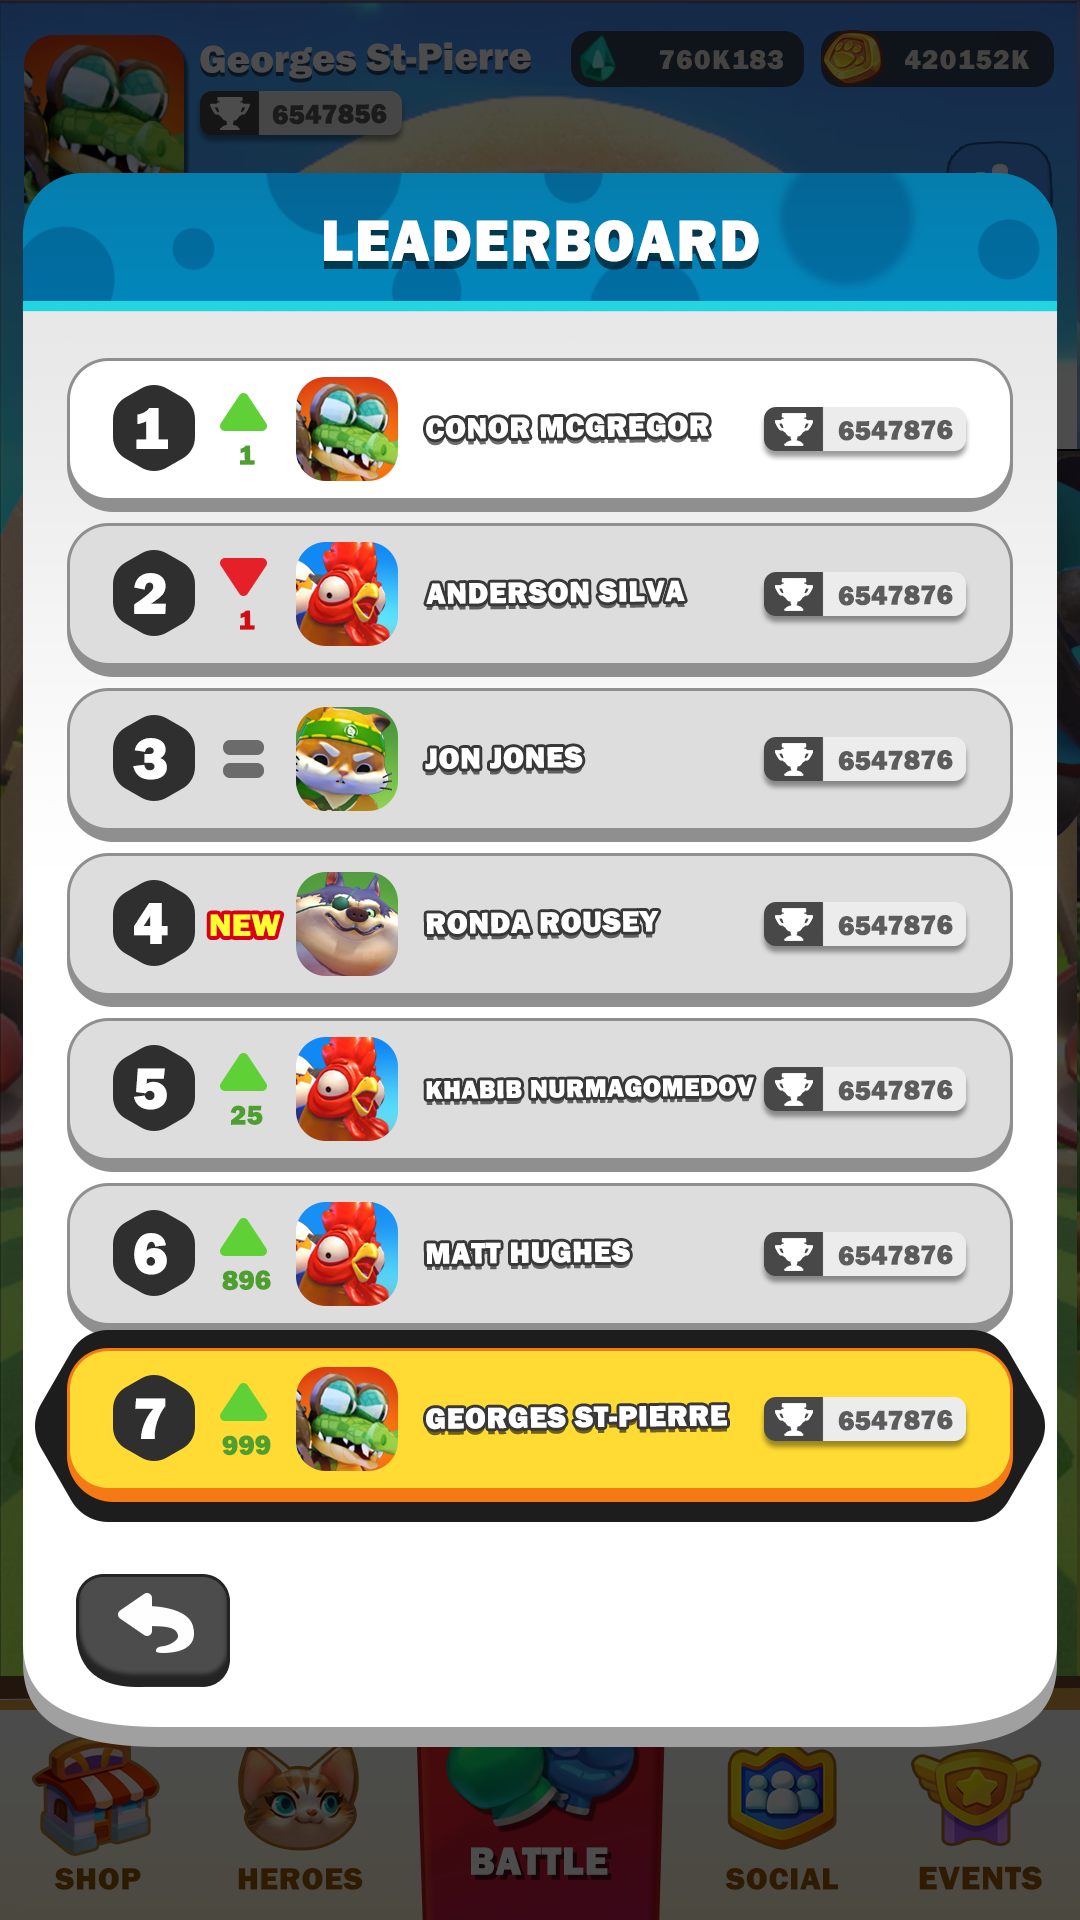 Georges St-Pierre
760K183
420152K
6547856
LEADERBOARD
1
1
CONOR MCGREGOR
6547876
2
1
ANDERSON SILVA
6547876
3
JON JONES
6547876
4
NEW
RONDA ROUSEY
6547876
5
25
KHABIB NURMAGOMEDOV
6547876
6
896
MATT HUGHES
6547876
7
999
GEORGES ST-PIERRE
6547876
SHOP
HEROES
BATTLE
SOCIAL
EVENTS